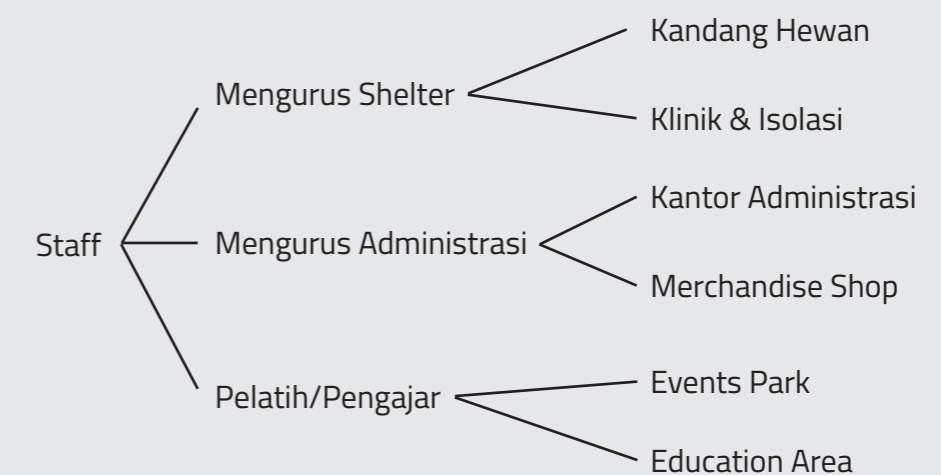 Staff
Mengurus Shelter
Kandang Hewan
Klinik & Isolasi
Mengurus Administrasi
Kantor Administrasi
Merchandise Shop
Pelatih/Pengajar
Events Park
Education Area